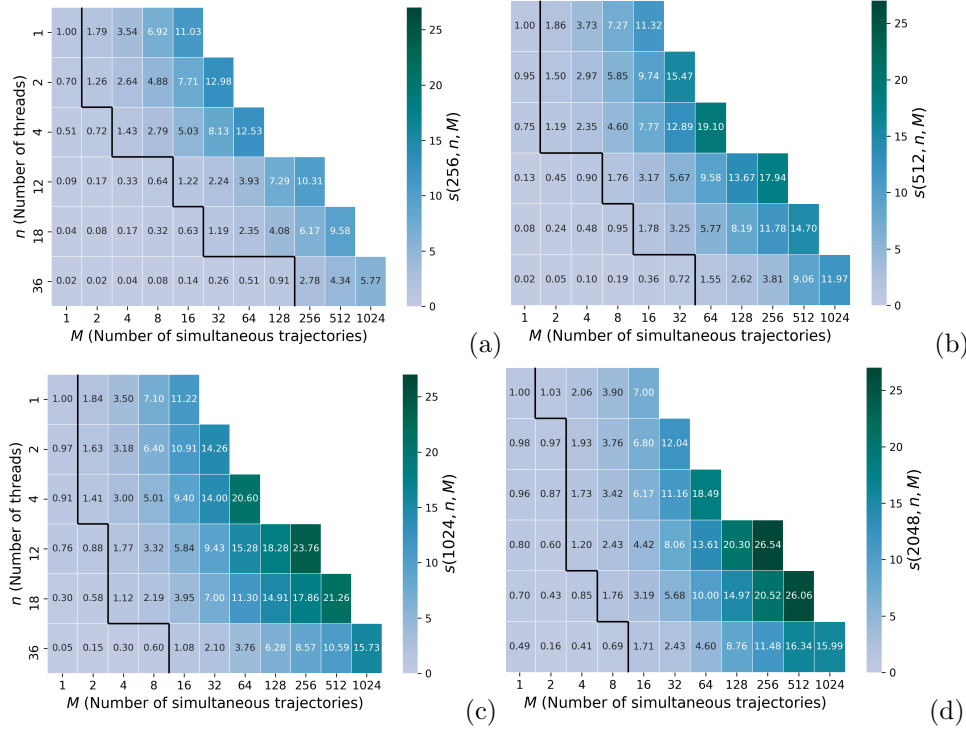 1 1.00 1.79 3.54 6.92 11.03
2 0.70 1.26 2.64 4.88 7.71 12.98
4 0.51 0.72 1.43 2.79 5.03 8.13 12.53
12 0.09 0.17 0.33 0.64 1.22 2.24 3.93 7.29 10.31
18 0.04 0.08 0.17 0.32 0.63 1.19 2.35 4.08 6.17 9.58
36 0.02 0.02 0.04 0.08 0.14 0.26 0.51 0.91 2.78 4.34 5.77
1 2 4 8 16 32 64 128 256 512 1024
n (Number of threads)
M (Number of simultaneous trajectories)
25
20
15
10
5
0
s(256, n, M)
(a)
1.00 1.86 3.73 7.27 11.32
0.95 1.50 2.97 5.85 9.74 15.47
0.75 1.19 2.35 4.60 7.77 12.89 19.10
0.13 0.45 0.90 1.76 3.17 5.67 9.58 13.67 17.94
0.08 0.24 0.48 0.95 1.78 3.25 5.77 8.19 11.78 14.70
0.02 0.05 0.10 0.19 0.36 0.72 1.55 2.62 3.81 9.06 11.97
1 2 4 8 16 32 64 128 256 512 1024
M (Number of simultaneous trajectories)
25
20
15
10
5
0
s(512, n, M)
(b)
1 1.00 1.84 3.50 7.10 11.22
2 0.97 1.63 3.18 6.40 10.91 14.26
4 0.91 1.41 3.00 5.01 9.40 14.00 20.60
12 0.76 0.88 1.77 3.32 5.84 9.43 15.28 18.28 23.76
18 0.30 0.58 1.12 2.19 3.95 7.00 11.30 14.91 17.86 21.26
36 0.05 0.15 0.30 0.60 1.08 2.10 3.76 6.28 8.57 10.59 15.73
1 2 4 8 16 32 64 128 256 512 1024
n (Number of threads)
M (Number of simultaneous trajectories)
25
20
15
10
5
0
s(1024, n, M)
(c)
1.00 1.03 2.06 3.90 7.00
0.98 0.97 1.93 3.76 6.80 12.04
0.96 0.87 1.73 3.42 6.17 11.16 18.49
0.80 0.60 1.20 2.43 4.42 8.06 13.61 20.30 26.54
0.70 0.43 0.85 1.76 3.19 5.68 10.00 14.97 20.52 26.06
0.49 0.16 0.41 0.69 1.71 2.43 4.60 8.76 11.48 16.34 15.99
1 2 4 8 16 32 64 128 256 512 1024
M (Number of simultaneous trajectories)
25
20
15
10
5
0
s(2048, n, M)
(d)